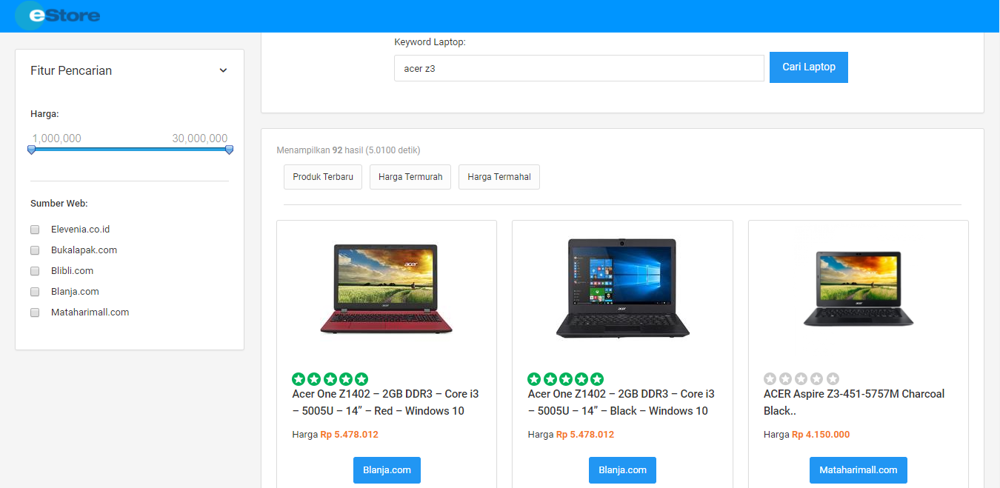 eStore
Fitur Pencarian
Harga:
1,000,000 30,000,000
Sumber Web:
Elevenia.co.id
Bukalapak.com
Blibli.com
Blanja.com
Mataharimall.com
Keyword Laptop:
acer z3 Cari Laptop
Menampilkan 92 hasil (5.0100 detik)
Produk Terbaru Harga Termurah Harga Termahal
acer
Acer One Z1402 – 2GB DDR3 – Core i3
– 5005U – 14” – Red – Windows 10
Harga Rp 5.478.012
Blanja.com
acer
Acer One Z1402 – 2GB DDR3 – Core i3
– 5005U – 14” – Black – Windows 10
Harga Rp 5.478.012
Blanja.com
ACER Aspire Z3-451-5757M Charcoal
Black..
Harga Rp 4.150.000
Mataharimall.com